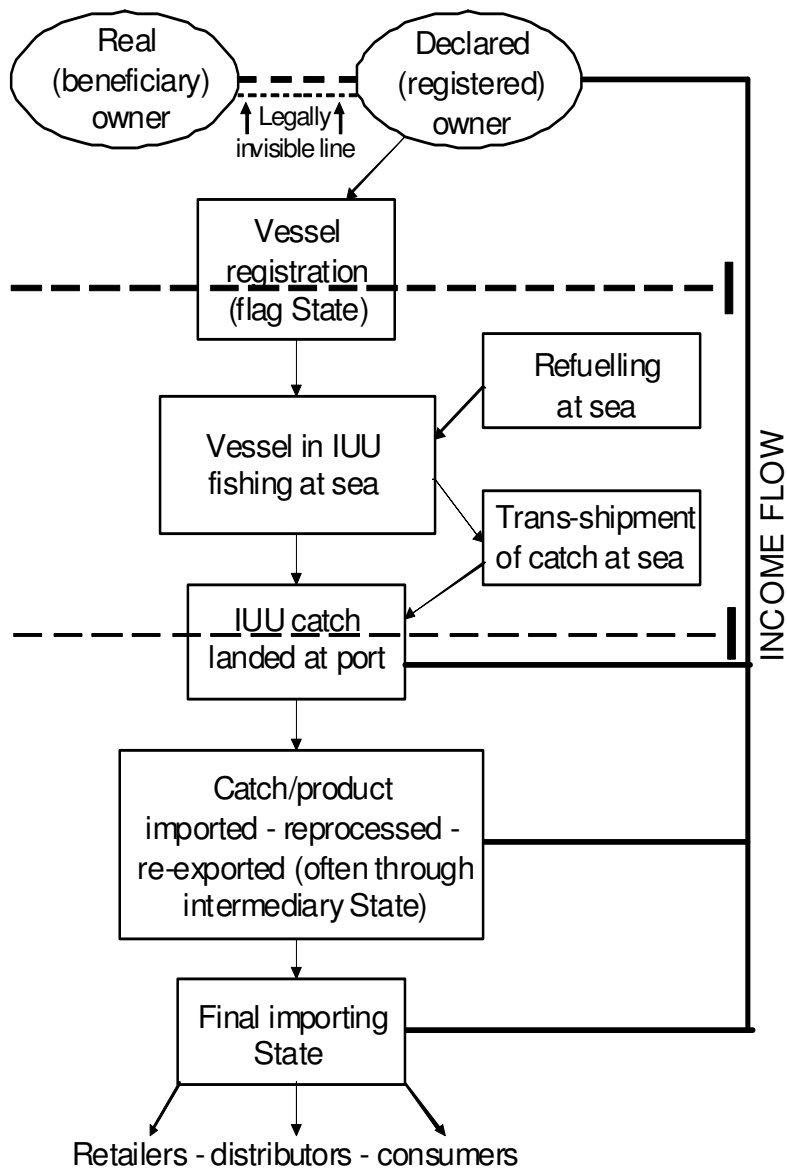 Real
(beneficiary)
owner
Declared
(registered)
owner
Legally
invisible line
Vessel
registration
(flag State)
Refuelling
at sea
Vessel in IUU
fishing at sea
Trans-shipment
of catch at sea
IUU catch
landed at port
INCOME FLOW
Catch/product
imported - reprocessed -
re-exported (often through
intermediary State)
Final importing
State
Retailers - distributors - consumers